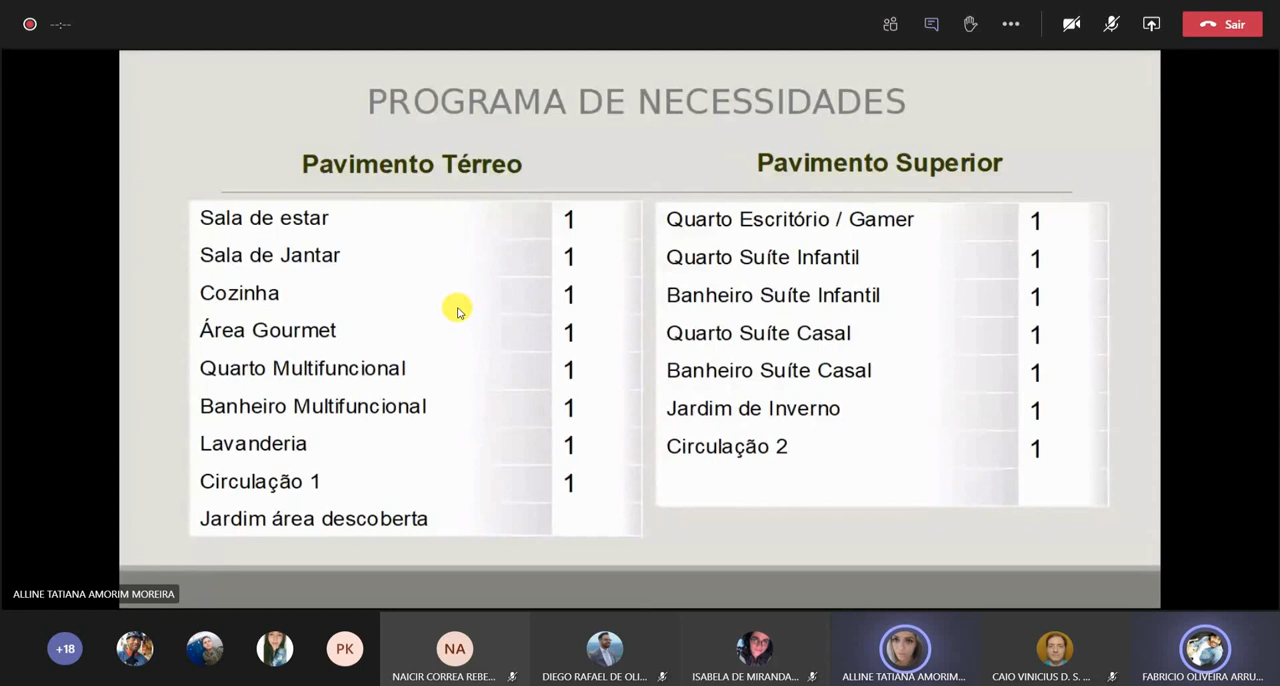 --:--
Sair
PROGRAMA DE NECESSIDADES
Pavimento Térreo
Sala de estar 1
Sala de Jantar 1
Cozinha 1
Área Gourmet 1
Quarto Multifuncional 1
Banheiro Multifuncional 1
Lavanderia 1
Circulação 1 1
Jardim área descoberta
Pavimento Superior
Quarto Escritório / Gamer 1
Quarto Suíte Infantil 1
Banheiro Suíte Infantil 1
Quarto Suíte Casal 1
Banheiro Suíte Casal 1
Jardim de Inverno 1
Circulação 2 1
ALLINE TATIANA AMORIM MOREIRA
+18
PK
NA
NAICIR CORREA REBE...
DIEGO RAFAEL DE OLI...
ISABELA DE MIRANDA...
ALLINE TATIANA AMORIM...
CAIO VINICIUS D. S. ...
FABRICIO OLIVEIRA ARRU...